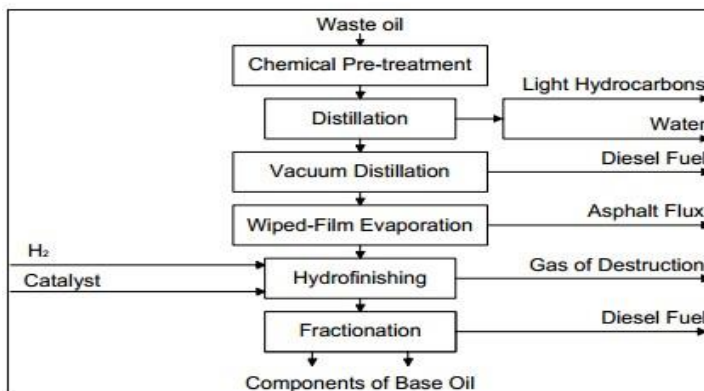 Waste oil
Chemical Pre-treatment
Light Hydrocarbons
Distillation
Water
Vacuum Distillation
Diesel Fuel
Wiped-Film Evaporation
Asphalt Flux
H₂
Hydrofinishing
Gas of Destruction
Catalyst
Fractionation
Diesel Fuel
Components of Base Oil